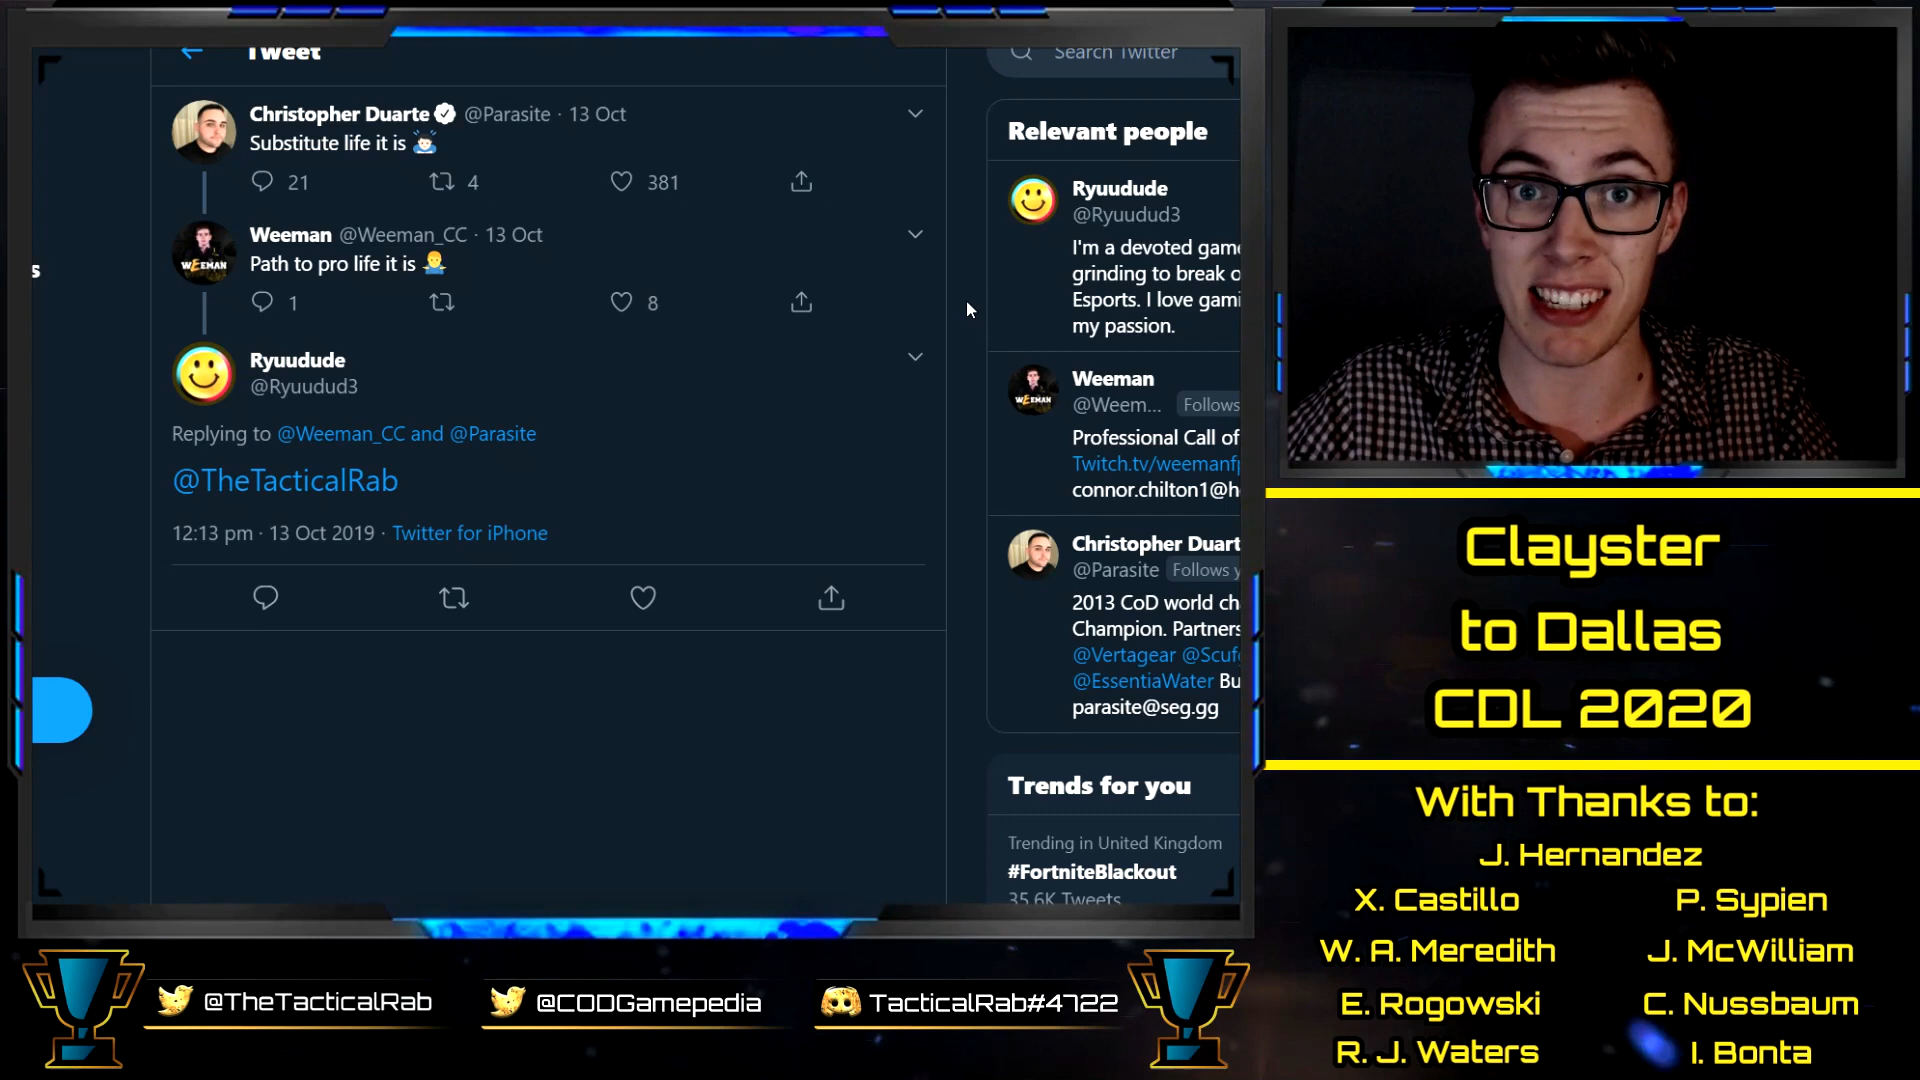 Tweet
Search Twitter
Christopher Duarte @Parasite · 13 Oct
Substitute life it is
21 4 381
Weeman @Weeman_CC · 13 Oct
Path to pro life it is
1 8
Ryuudude
@Ryuudud3
Replying to @Weeman_CC and @Parasite
@TheTacticalRab
12:13 pm · 13 Oct 2019 · Twitter for iPhone
s
Relevant people
Ryuudude
@Ryuudud3
I'm a devoted game
grinding to break o
Esports. I love gami
my passion.
Weeman
@Weem... Follows
Professional Call of
Twitch.tv/weemanfp
connor.chilton1@h
Christopher Duart
@Parasite Follows y
2013 CoD world ch
Champion. Partners
@Vertagear @Scuf
@EssentiaWater Bu
parasite@seg.gg
Trends for you
Trending in United Kingdom
#FortniteBlackout
35.6K Tweets
WEEMAN
WEEMAN
Clayster
to Dallas
CDL 2020
With Thanks to:
J. Hernandez
X. Castillo P. Sypien
W. A. Meredith J. McWilliam
E. Rogowski C. Nussbaum
R. J. Waters I. Bonta
@TheTacticalRab @CODGamepedia TacticalRab#4722